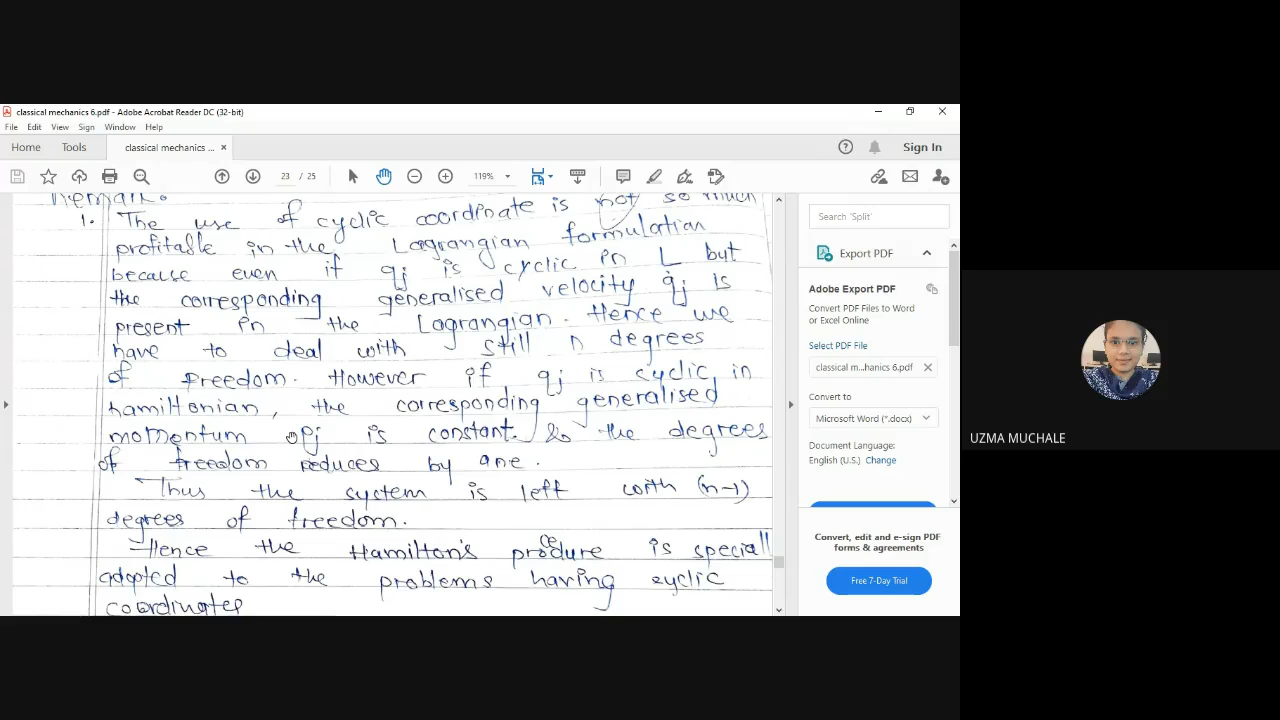 classical mechanics 6.pdf - Adobe Acrobat Reader DC (32-bit)
File Edit View Sign Window Help
Home Tools classical mechanics ... × Sign In
23 / 25 119%
Remark.
1. The use of cyclic coordinate is not so much
profitable in the Lagrangian formulation
because even if qj is cyclic in L but
the corresponding generalised velocity q̇j is
present in the Lagrangian. Hence we
have to deal with still n degrees
of freedom. However if qj is cyclic in
hamiltonian, the corresponding generalised
momentum pj is constant. So the degrees
of freedom reduces by one.
Thus the system is left with (n-1)
degrees of freedom.
Hence the Hamilton's produre is speciall
ce
adopted to the problems having cyclic
coordinates
Search 'Split'
Export PDF
Adobe Export PDF
Convert PDF Files to Word
or Excel Online
Select PDF File
classical m...hanics 6.pdf ×
Convert to
Microsoft Word (*.docx)
Document Language:
English (U.S.) Change
Convert, edit and e-sign PDF
forms & agreements
Free 7-Day Trial
UZMA MUCHALE